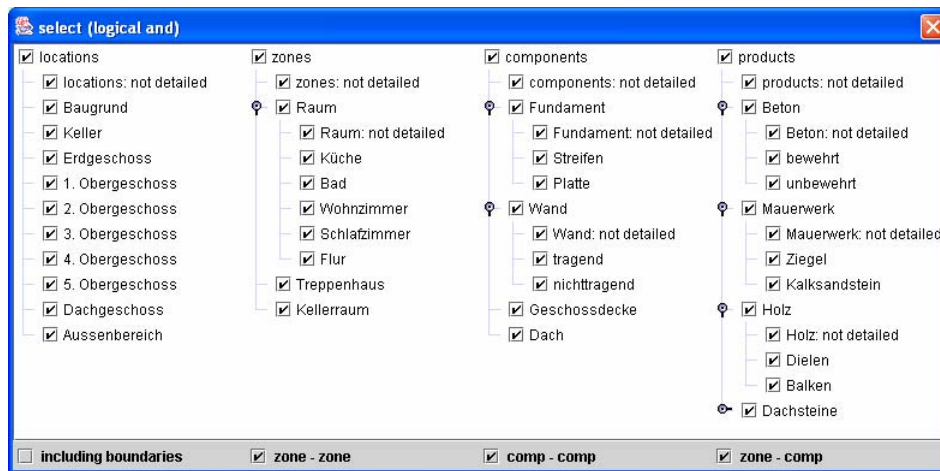 select (logical and)
locations
locations: not detailed
Baugrund
Keller
Erdgeschoss
1. Obergeschoss
2. Obergeschoss
3. Obergeschoss
4. Obergeschoss
5. Obergeschoss
Dachgeschoss
Aussenbereich
zones
zones: not detailed
Raum
Raum: not detailed
Küche
Bad
Wohnzimmer
Schlafzimmer
Flur
Treppenhaus
Kellerraum
components
components: not detailed
Fundament
Fundament: not detailed
Streifen
Platte
Wand
Wand: not detailed
tragend
nichttragend
Geschossdecke
Dach
products
products: not detailed
Beton
Beton: not detailed
bewehrt
unbewehrt
Mauerwerk
Mauerwerk: not detailed
Ziegel
Kalksandstein
Holz
Holz: not detailed
Dielen
Balken
Dachsteine
including boundaries
zone - zone
comp - comp
zone - comp